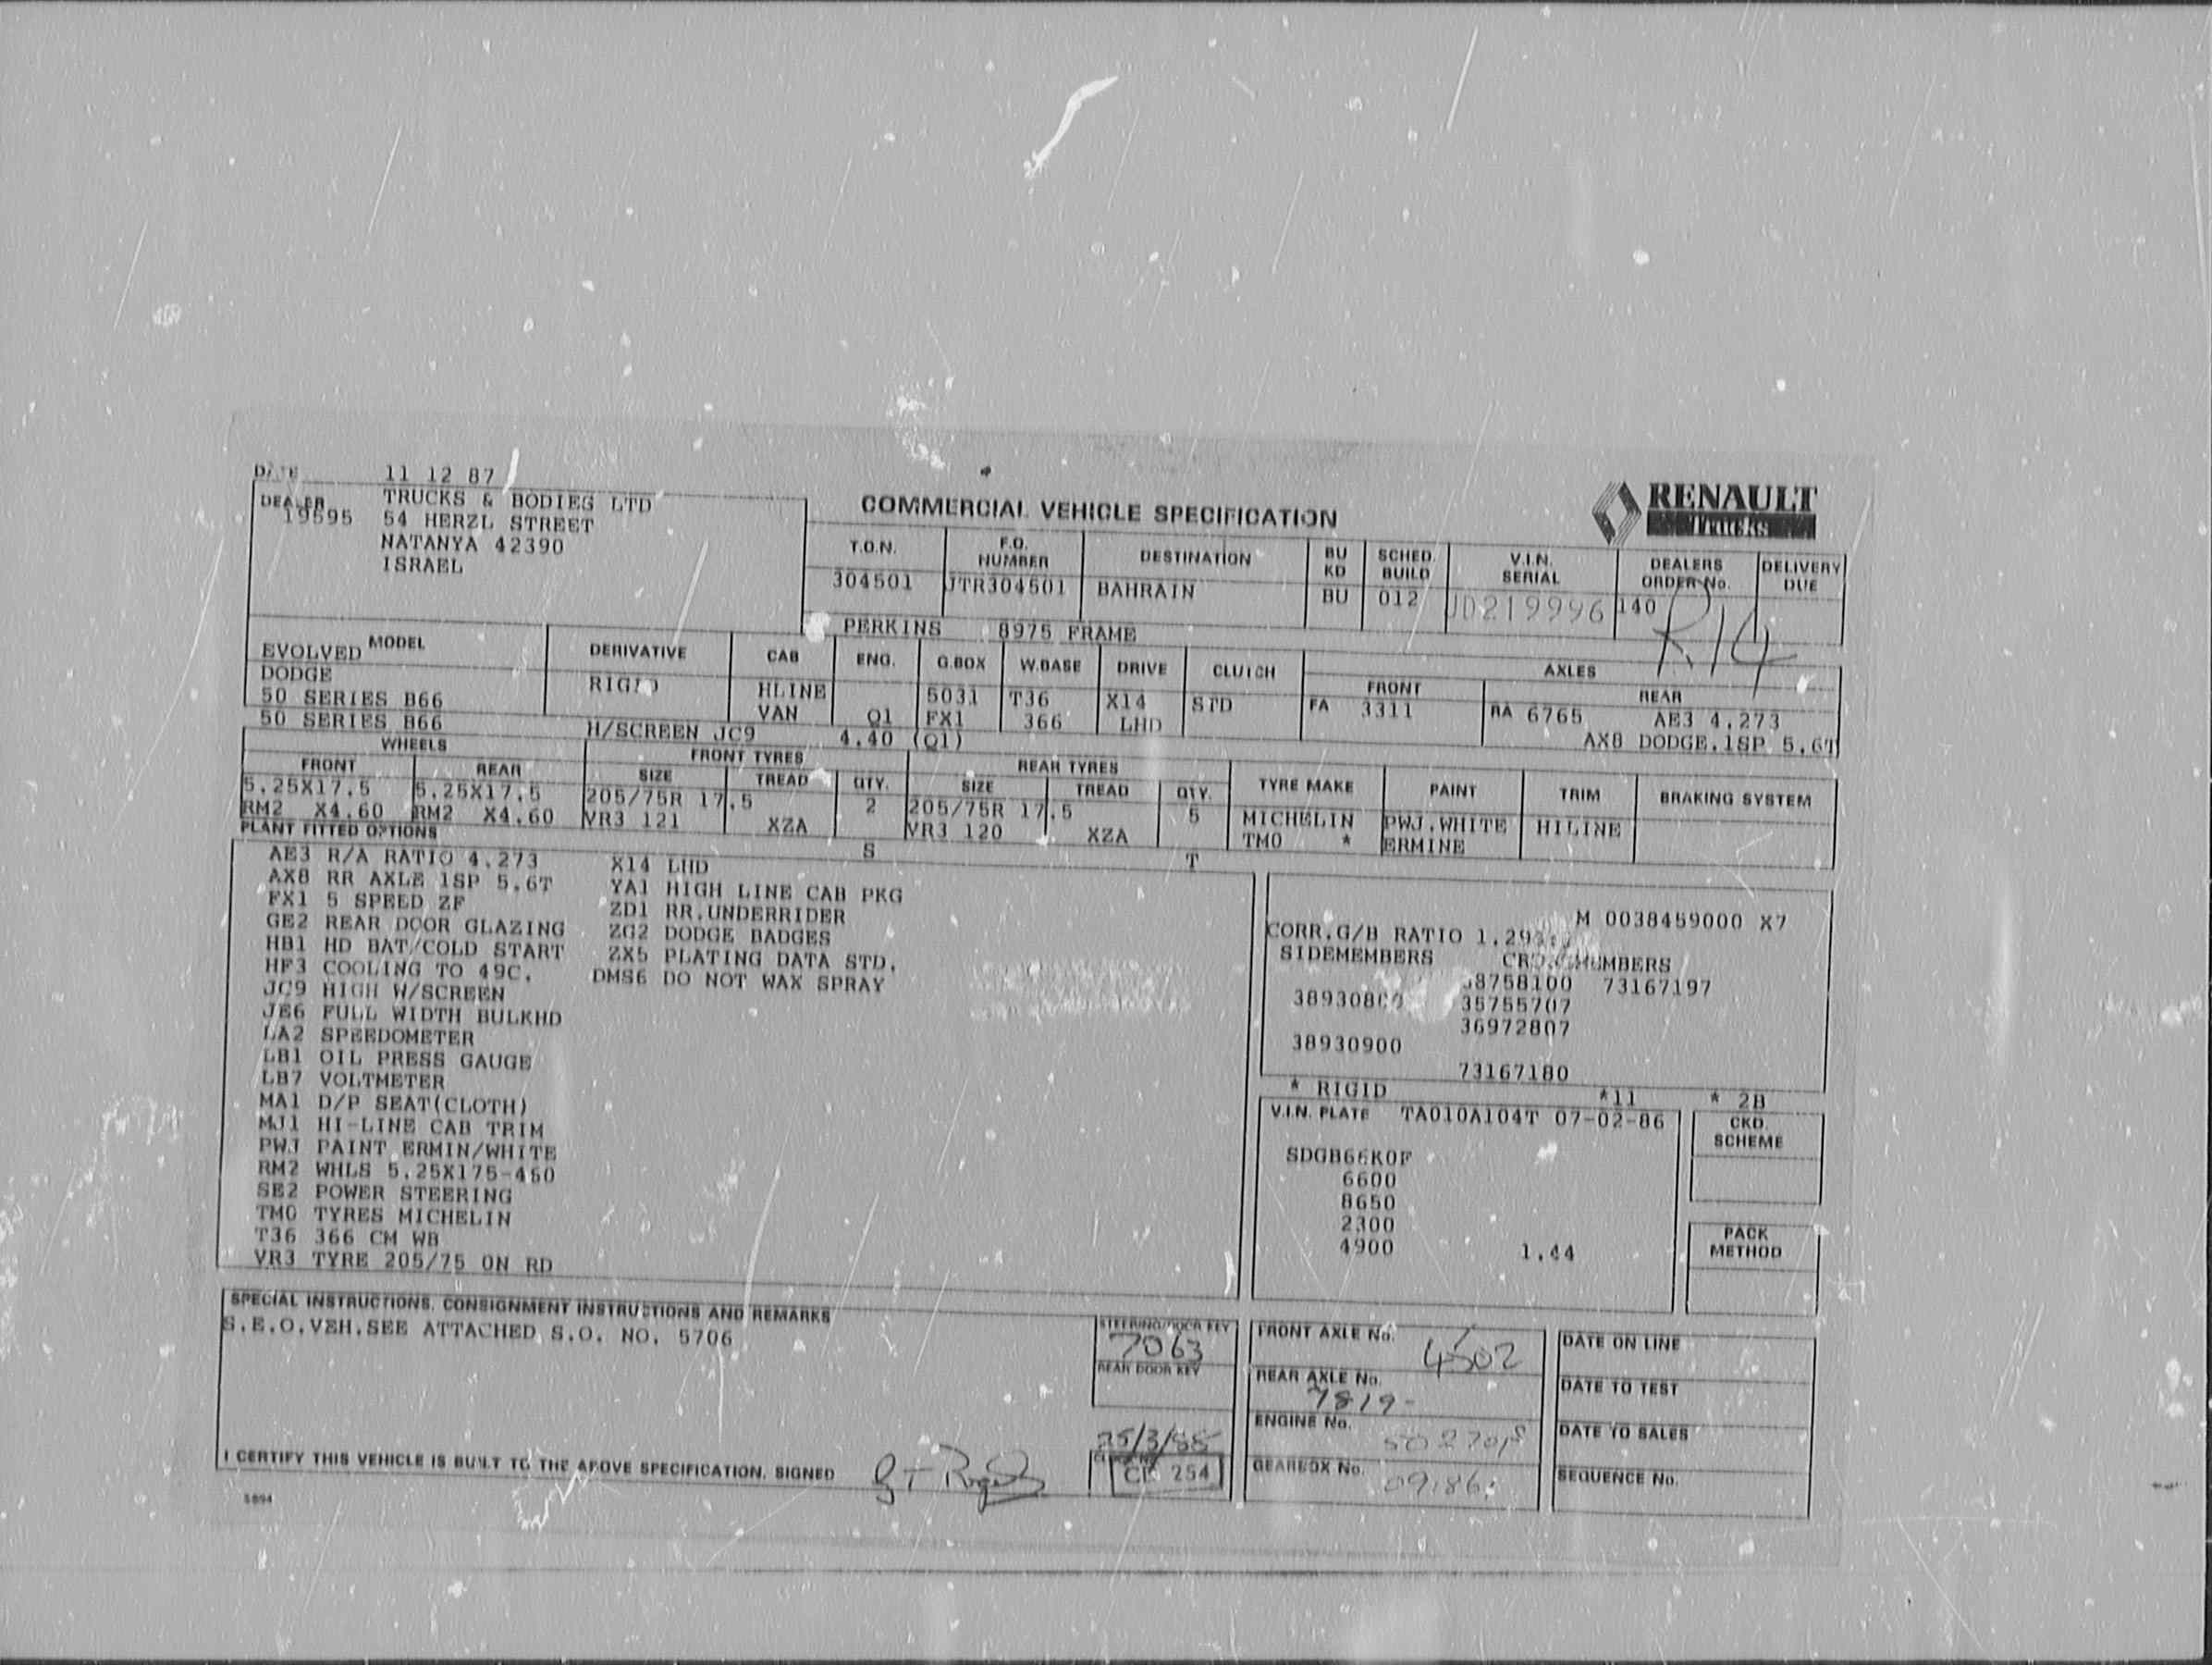 DATE 11 12 87
DEALER TRUCKS & BODIES LTD
19595 54 HERZL STREET
NATANYA 42390
ISRAEL
COMMERCIAL VEHICLE SPECIFICATION
RENAULT
TRUCKS
T.O.N. F.O. NUMBER DESTINATION BU KD SCHED. BUILD V.I.N. SERIAL DEALERS ORDER No. DELIVERY DUE
304501 JTR304501 BAHRAIN BU 012 JD219996 140
R14
PERKINS 8975 FRAME
MODEL DERIVATIVE CAB ENG. G.BOX W.BASE DRIVE CLUTCH AXLES
FRONT REAR
EVOLVED
DODGE RIGID HLINE 5031 T36 X14 STD FA 3311 RA 6765 AE3 4.273
50 SERIES B66 VAN Q1 FX1 366 LHD AX8 DODGE.1SP 5.6T
50 SERIES B66 H/SCREEN JC9 4.40 (Q1)
WHEELS FRONT TYRES REAR TYRES
FRONT REAR SIZE TREAD QTY. SIZE TREAD QTY. TYRE MAKE PAINT TRIM BRAKING SYSTEM
5.25X17.5 5.25X17.5 205/75R 17.5 2 205/75R 17.5 5 MICHELIN PWJ.WHITE HILINE
RM2 X4.60 RM2 X4.60 VR3 121 XZA VR3 120 XZA TM0 * ERMINE
PLANT FITTED OPTIONS S T
AE3 R/A RATIO 4.273 X14 LHD
AX8 RR AXLE 1SP 5.6T YA1 HIGH LINE CAB PKG
FX1 5 SPEED ZF ZD1 RR.UNDERRIDER
GE2 REAR DOOR GLAZING ZG2 DODGE BADGES
HB1 HD BAT/COLD START ZX5 PLATING DATA STD.
HF3 COOLING TO 49C. DMS6 DO NOT WAX SPRAY
JC9 HIGH W/SCREEN
JE6 FULL WIDTH BULKHD
LA2 SPEEDOMETER
LB1 OIL PRESS GAUGE
LB7 VOLTMETER
MA1 D/P SEAT(CLOTH)
MJ1 HI-LINE CAB TRIM
PWJ PAINT ERMIN/WHITE
RM2 WHLS 5.25X175-460
SE2 POWER STEERING
TM0 TYRES MICHELIN
T36 366 CM WB
VR3 TYRE 205/75 ON RD
M 0038459000 X7
CORR.G/B RATIO
SIDEMEMBERS
73167197
35755707
36972807
38930900
73167180
* RIGID *11 * 2B
V.I.N. PLATE TA010A104T 07-02-86
SDGB66K0F
6600
8650
2300
4900 1.44
CKD. SCHEME
PACK METHOD
SPECIAL INSTRUCTIONS, CONSIGNMENT INSTRUCTIONS AND REMARKS
S.E.O.VEH.SEE ATTACHED S.O. NO. 5706
STEERING/DOOR KEY
7063
REAR DOOR KEY
25/3/88
CP 254
I CERTIFY THIS VEHICLE IS BUILT TO THE ABOVE SPECIFICATION, SIGNED
FRONT AXLE No. 4502
REAR AXLE No. 7819-
ENGINE No.
GEARBOX No.
DATE ON LINE
DATE TO TEST
DATE TO SALES
SEQUENCE No.